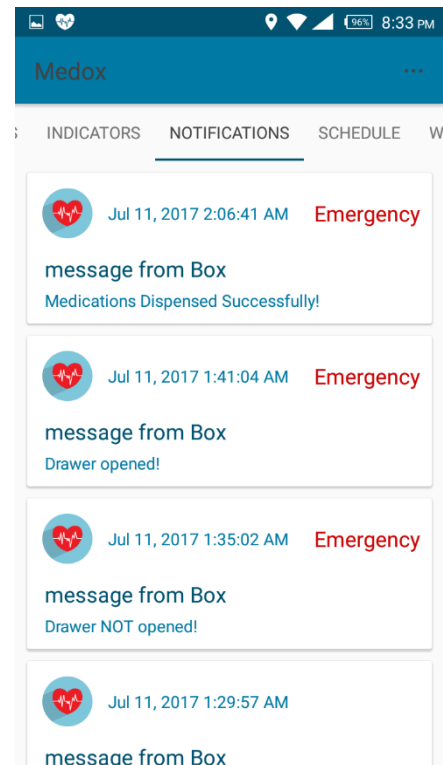 96% 8:33 PM
Medox ...
S INDICATORS NOTIFICATIONS SCHEDULE W
Jul 11, 2017 2:06:41 AM Emergency
message from Box
Medications Dispensed Successfully!
Jul 11, 2017 1:41:04 AM Emergency
message from Box
Drawer opened!
Jul 11, 2017 1:35:02 AM Emergency
message from Box
Drawer NOT opened!
Jul 11, 2017 1:29:57 AM
message from Box